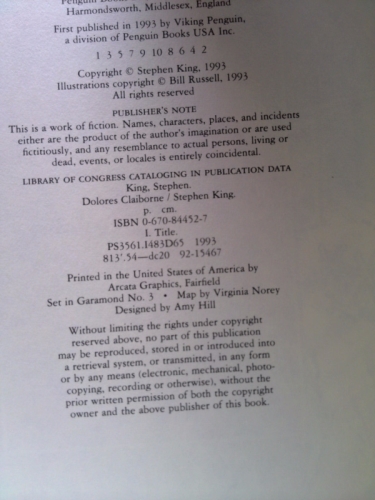 Penguin Books
Harmondsworth, Middlesex, England
First published in 1993 by Viking Penguin,
a division of Penguin Books USA Inc.
1 3 5 7 9 10 8 6 4 2
Copyright © Stephen King, 1993
Illustrations copyright © Bill Russell, 1993
All rights reserved
PUBLISHER'S NOTE
This is a work of fiction. Names, characters, places, and incidents
either are the product of the author's imagination or are used
fictitiously, and any resemblance to actual persons, living or
dead, events, or locales is entirely coincidental.
LIBRARY OF CONGRESS CATALOGING IN PUBLICATION DATA
King, Stephen.
Dolores Claiborne / Stephen King.
p. cm.
ISBN 0-670-84452-7
I. Title.
PS3561.I483D65 1993
813'.54—dc20 92-15467
Printed in the United States of America by
Arcata Graphics, Fairfield
Set in Garamond No. 3 • Map by Virginia Norey
Designed by Amy Hill
Without limiting the rights under copyright
reserved above, no part of this publication
may be reproduced, stored in or introduced into
a retrieval system, or transmitted, in any form
or by any means (electronic, mechanical, photo-
copying, recording or otherwise), without the
prior written permission of both the copyright
owner and the above publisher of this book.